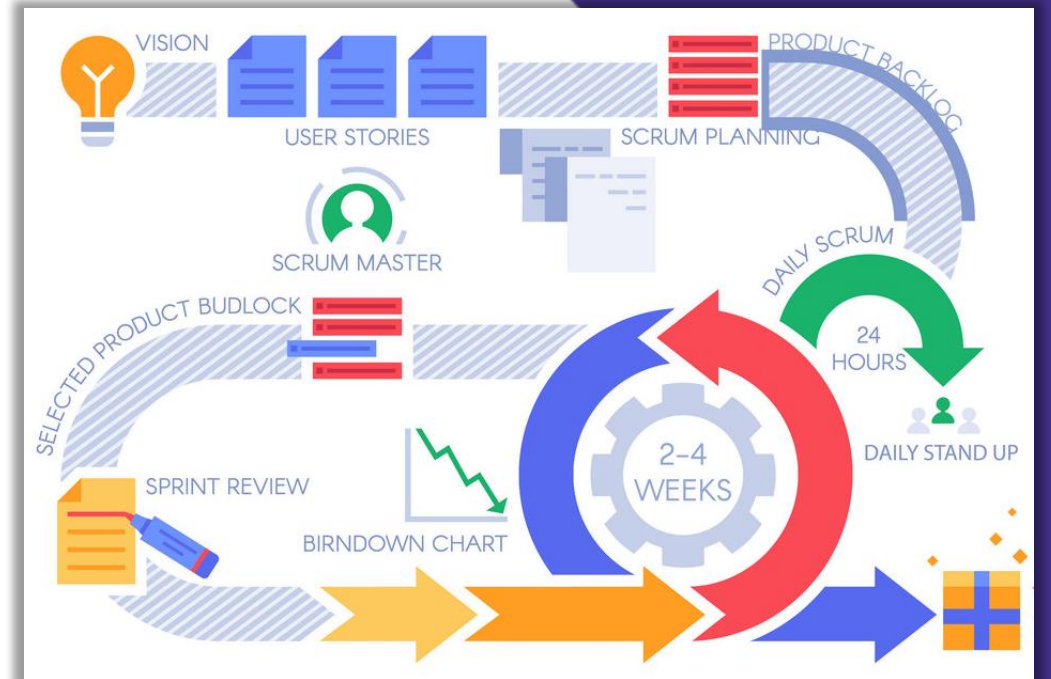 VISION
USER STORIES
SCRUM PLANNING
PRODUCT BACKLOG
SCRUM MASTER
DAILY SCRUM
24
HOURS
DAILY STAND UP
SELECTED PRODUCT BUDLOCK
2-4
WEEKS
SPRINT REVIEW
BIRNDOWN CHART